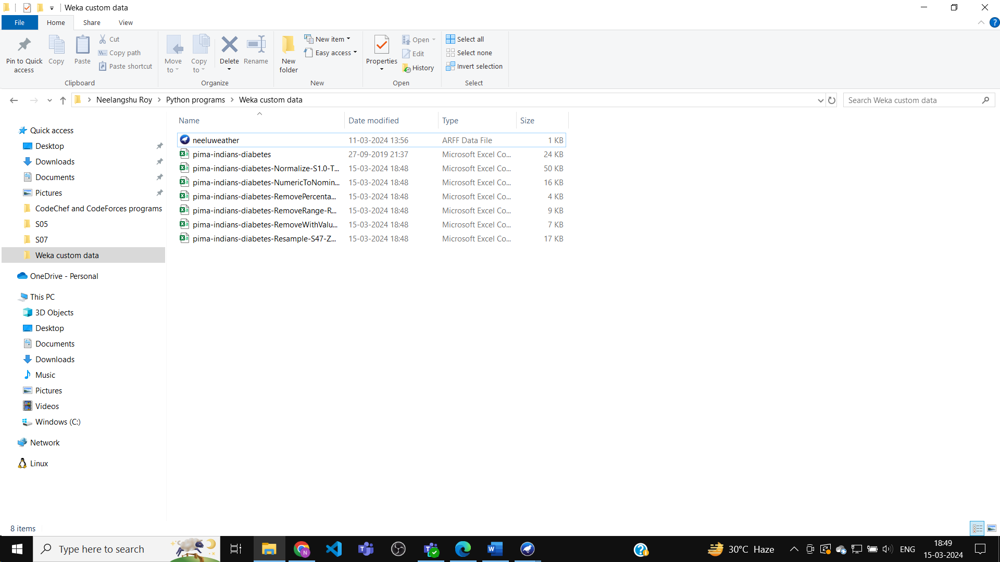 Weka custom data
File Home Share View
Pin to Quick access
Copy
Paste
Cut
Copy path
Paste shortcut
Clipboard
Move to
Copy to
Delete
Rename
Organize
New folder
New item
Easy access
New
Properties
Open
Edit
History
Open
Select all
Select none
Invert selection
Select
Neelangshu Roy > Python programs > Weka custom data
Search Weka custom data
Name Date modified Type Size
neeluweather 11-03-2024 13:56 ARFF Data File 1 KB
pima-indians-diabetes 27-09-2019 21:37 Microsoft Excel Co... 24 KB
pima-indians-diabetes-Normalize-S1.0-T... 15-03-2024 18:48 Microsoft Excel Co... 50 KB
pima-indians-diabetes-NumericToNomin... 15-03-2024 18:48 Microsoft Excel Co... 16 KB
pima-indians-diabetes-RemovePercenta... 15-03-2024 18:48 Microsoft Excel Co... 4 KB
pima-indians-diabetes-RemoveRange-R... 15-03-2024 18:48 Microsoft Excel Co... 9 KB
pima-indians-diabetes-RemoveWithValu... 15-03-2024 18:48 Microsoft Excel Co... 7 KB
pima-indians-diabetes-Resample-S47-Z... 15-03-2024 18:48 Microsoft Excel Co... 17 KB
Quick access
Desktop
Downloads
Documents
Pictures
CodeChef and CodeForces programs
S05
S07
Weka custom data
OneDrive - Personal
This PC
3D Objects
Desktop
Documents
Downloads
Music
Pictures
Videos
Windows (C:)
Network
Linux
8 items
Type here to search
30°C Haze
ENG
18:49
15-03-2024